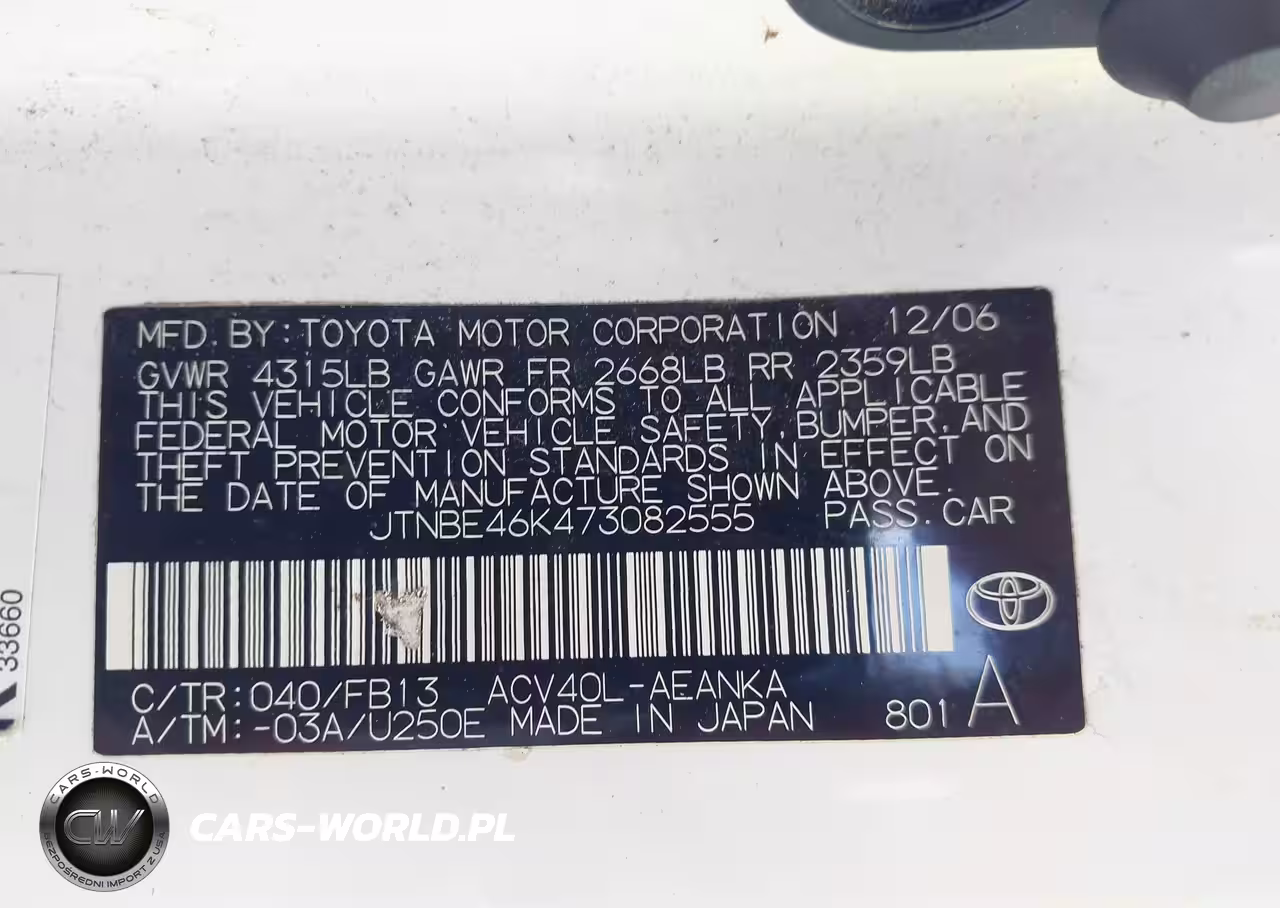 MFD. BY: TOYOTA MOTOR CORPORATION 12/06
GVWR 4315LB GAWR FR 2668LB RR 2359LB
THIS VEHICLE CONFORMS TO ALL APPLICABLE
FEDERAL MOTOR VEHICLE SAFETY, BUMPER, AND
THEFT PREVENTION STANDARDS IN EFFECT ON
THE DATE OF MANUFACTURE SHOWN ABOVE.
JTNBE46K473082555 PASS. CAR
C/TR: 040/FB13 ACV40L-AEANKA
A/TM: -03A/U250E MADE IN JAPAN 801 A
33660
CARS-WORLD
CW
BEZPOŚREDNI IMPORT Z USA
CARS-WORLD.PL